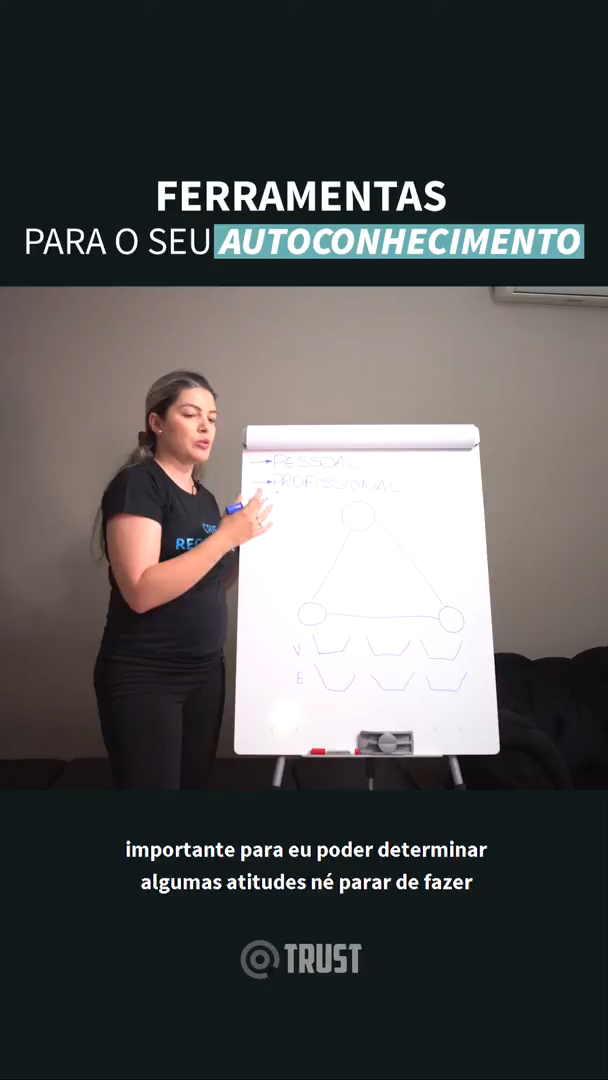 FERRAMENTAS
PARA O SEU AUTOCONHECIMENTO
PESSOAL
PROFISSIONAL
V
E
importante para eu poder determinar
algumas atitudes né parar de fazer
TRUST